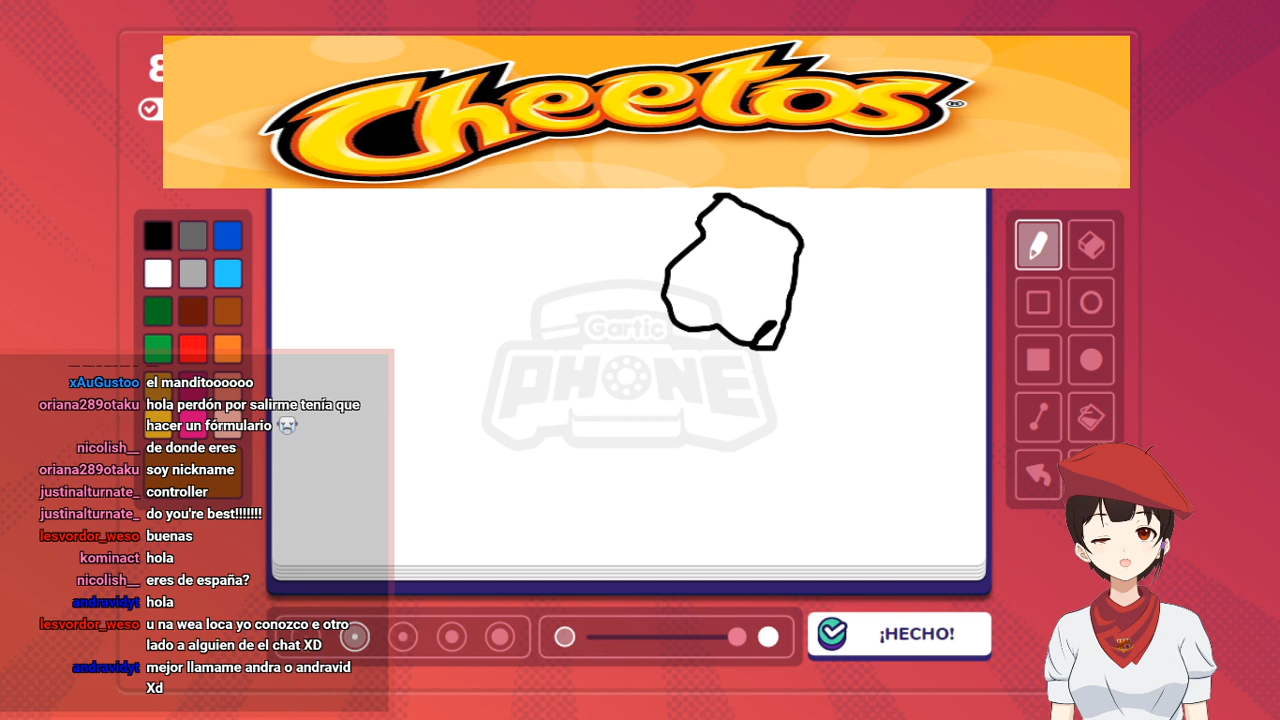 8
Cheetos
Gartic
PHONE
xAuGustoo el manditoooooo
oriana289otaku hola perdón por salirme tenía que
hacer un fórmulario
nicolish__ de donde eres
oriana289otaku soy nickname
justinalturnate_ controller
justinalturnate_ do you're best!!!!!!!
lesvordor_weso buenas
kominact hola
nicolish__ eres de españa?
andravidyt hola
lesvordor_weso u na wea loca yo conozco e otro
lado a alguien de el chat XD
andravidyt mejor llamame andra o andravid
Xd
¡HECHO!